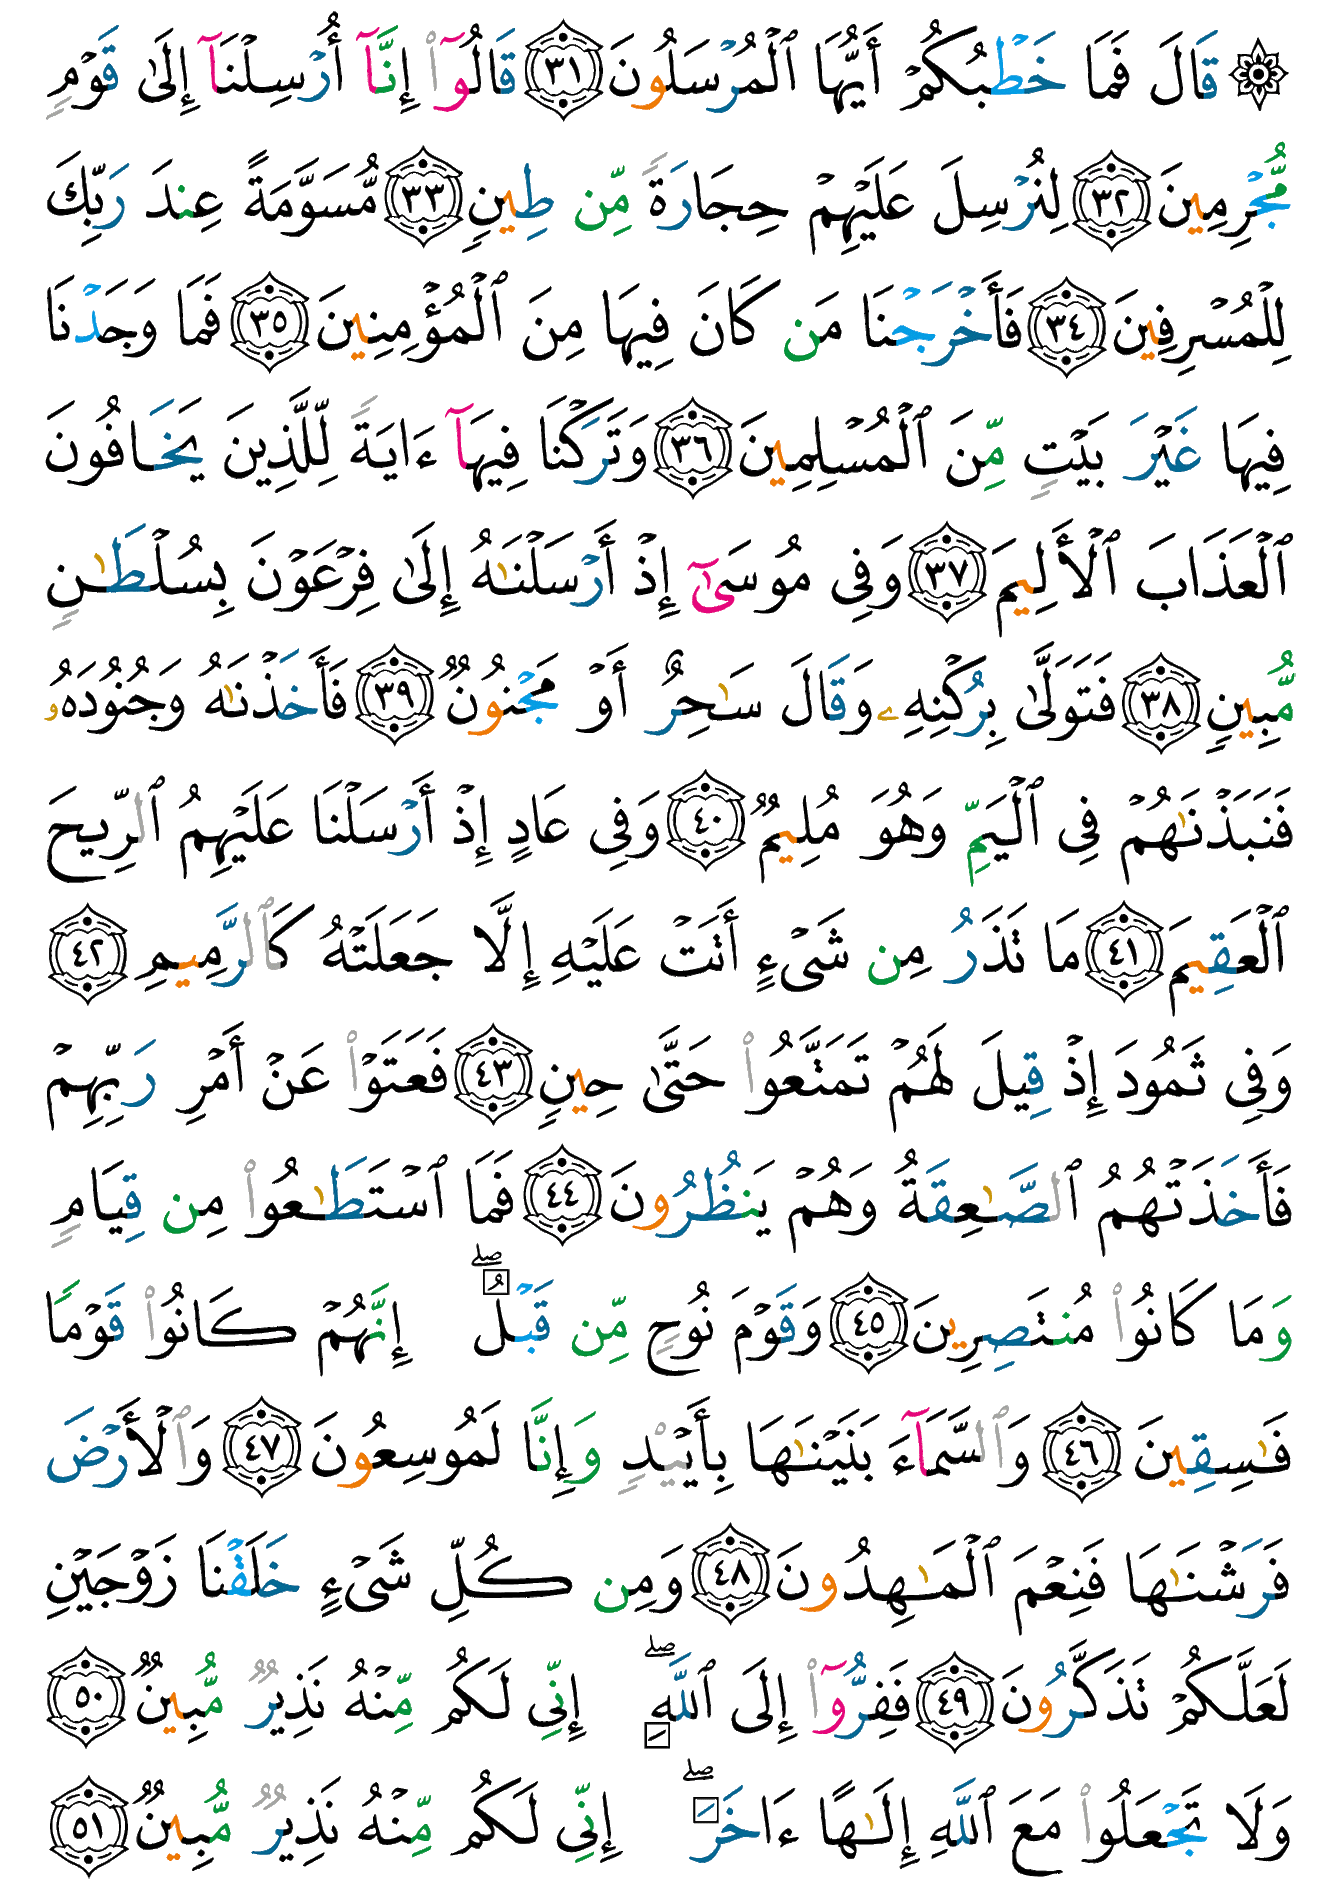 ۞ قَالَ فَمَا خَطْبُكُمْ أَيُّهَا ٱلْمُرْسَلُونَ ٣١ قَالُوٓا۟ إِنَّآ أُرْسِلْنَآ إِلَىٰ قَوْمٍ
مُّجْرِمِينَ ٣٢ لِنُرْسِلَ عَلَيْهِمْ حِجَارَةً مِّن طِينٍ ٣٣ مُّسَوَّمَةً عِندَ رَبِّكَ
لِلْمُسْرِفِينَ ٣٤ فَأَخْرَجْنَا مَن كَانَ فِيهَا مِنَ ٱلْمُؤْمِنِينَ ٣٥ فَمَا وَجَدْنَا
فِيهَا غَيْرَ بَيْتٍ مِّنَ ٱلْمُسْلِمِينَ ٣٦ وَتَرَكْنَا فِيهَآ ءَايَةً لِّلَّذِينَ يَخَافُونَ
ٱلْعَذَابَ ٱلْأَلِيمَ ٣٧ وَفِى مُوسَىٰٓ إِذْ أَرْسَلْنَـٰهُ إِلَىٰ فِرْعَوْنَ بِسُلْطَـٰنٍ
مُّبِينٍ ٣٨ فَتَوَلَّىٰ بِرُكْنِهِۦ وَقَالَ سَـٰحِرٌ أَوْ مَجْنُونٌ ٣٩ فَأَخَذْنَـٰهُ وَجُنُودَهُۥ
فَنَبَذْنَـٰهُمْ فِى ٱلْيَمِّ وَهُوَ مُلِيمٌ ٤٠ وَفِى عَادٍ إِذْ أَرْسَلْنَا عَلَيْهِمُ ٱلرِّيحَ
ٱلْعَقِيمَ ٤١ مَا تَذَرُ مِن شَىْءٍ أَتَتْ عَلَيْهِ إِلَّا جَعَلَتْهُ كَٱلرَّمِيمِ ٤٢
وَفِى ثَمُودَ إِذْ قِيلَ لَهُمْ تَمَتَّعُوا۟ حَتَّىٰ حِينٍ ٤٣ فَعَتَوْا۟ عَنْ أَمْرِ رَبِّهِمْ
فَأَخَذَتْهُمُ ٱلصَّـٰعِقَةُ وَهُمْ يَنظُرُونَ ٤٤ فَمَا ٱسْتَطَـٰعُوا۟ مِن قِيَامٍ
وَمَا كَانُوا۟ مُنتَصِرِينَ ٤٥ وَقَوْمَ نُوحٍ مِّن قَبْلُ ۖ إِنَّهُمْ كَانُوا۟ قَوْمًا
فَـٰسِقِينَ ٤٦ وَٱلسَّمَآءَ بَنَيْنَـٰهَا بِأَيْيْدٍ وَإِنَّا لَمُوسِعُونَ ٤٧ وَٱلْأَرْضَ
فَرَشْنَـٰهَا فَنِعْمَ ٱلْمَـٰهِدُونَ ٤٨ وَمِن كُلِّ شَىْءٍ خَلَقْنَا زَوْجَيْنِ
لَعَلَّكُمْ تَذَكَّرُونَ ٤٩ فَفِرُّوٓا۟ إِلَى ٱللَّهِ ۖ إِنِّى لَكُم مِّنْهُ نَذِيرٌ مُّبِينٌ ٥٠
وَلَا تَجْعَلُوا۟ مَعَ ٱللَّهِ إِلَـٰهًا ءَاخَرَ ۖ إِنِّى لَكُم مِّنْهُ نَذِيرٌ مُّبِينٌ ٥١